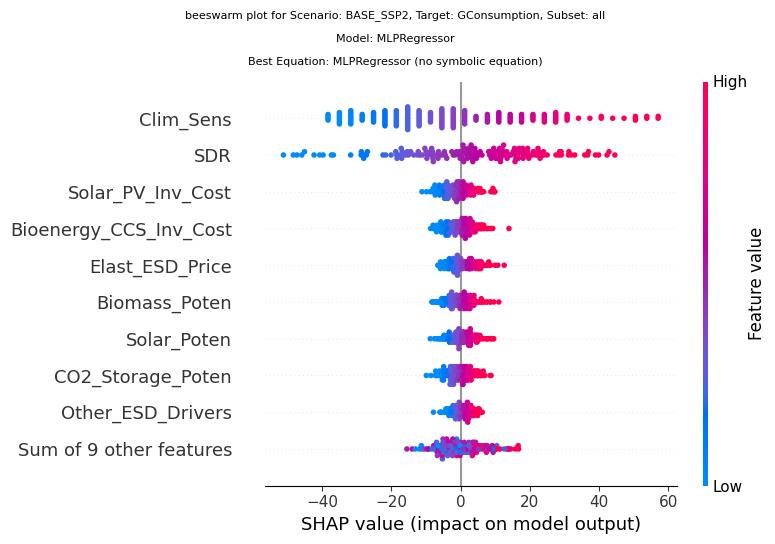 beeswarm plot for Scenario: BASE_SSP2, Target: GConsumption, Subset: all
Model: MLPRegressor
Best Equation: MLPRegressor (no symbolic equation)
High
Clim_Sens
SDR
Solar_PV_Inv_Cost
Bioenergy_CCS_Inv_Cost
Elast_ESD_Price
Biomass_Poten
Solar_Poten
CO2_Storage_Poten
Other_ESD_Drivers
Sum of 9 other features
Feature value
Low
−40 −20 0 20 40 60
SHAP value (impact on model output)